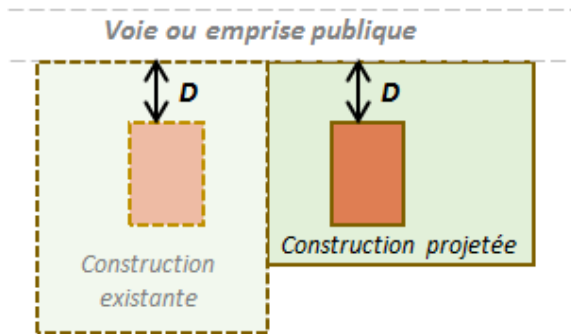 Voie ou emprise publique
D
D
Construction projetée
Construction
existante